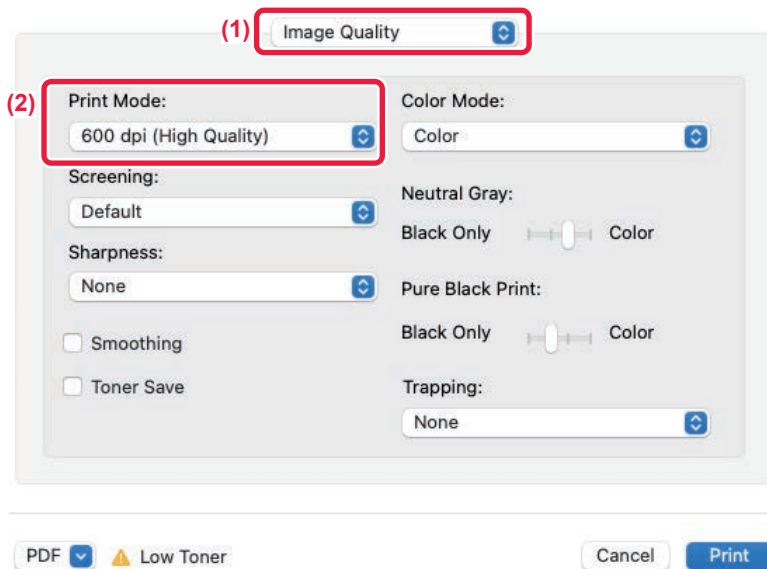 (1) Image Quality
(2) Print Mode:
600 dpi (High Quality)
Screening:
Default
Sharpness:
None
Smoothing
Toner Save
Color Mode:
Color
Neutral Gray:
Black Only Color
Pure Black Print:
Black Only Color
Trapping:
None
PDF Low Toner Cancel Print